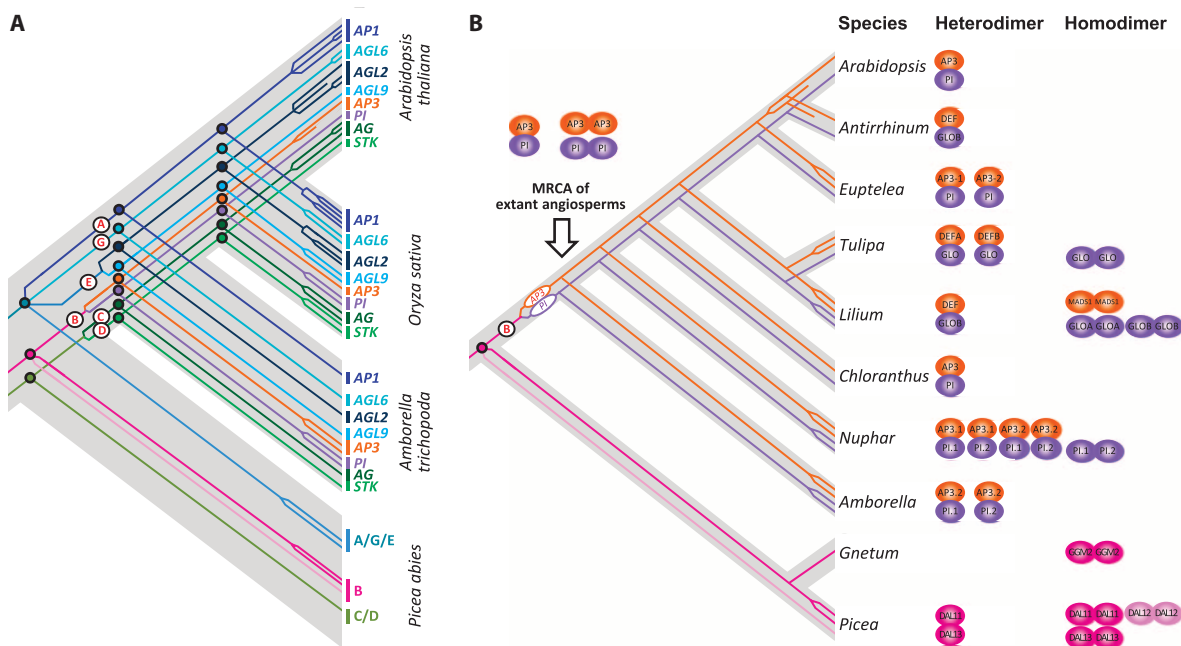 A
AP1
AGL6
AGL2
AGL9
AP3
PI
AG
STK
Arabidopsis
thaliana
AP1
AGL6
AGL2
AGL9
AP3
PI
AG
STK
Oryza sativa
AP1
AGL6
AGL2
AGL9
AP3
PI
AG
STK
Amborella
trichopoda
A/G/E
B
C/D
Picea abies
A
G
E
B
C
D
B
Species Heterodimer Homodimer
AP3 AP3 AP3
PI PI PI
MRCA of
extant angiosperms
AP3
PI
B
Arabidopsis
AP3
PI
Antirrhinum
DEF
GLOB
Euptelea
AP3-1 AP3-2
PI PI
Tulipa
DEFA DEFB
GLO GLO
GLO GLO
Lilium
DEF
GLOB
MADS1 MADS1
GLOA GLOA GLOB GLOB
Chloranthus
AP3
PI
Nuphar
AP3.1 AP3.1 AP3.2 AP3.2
PI.1 PI.2 PI.1 PI.2
PI.1 PI.2
Amborella
AP3.2 AP3.2
PI.1 PI.2
Gnetum
GGM2 GGM2
Picea
DAL11
DAL13
DAL11 DAL11 DAL12 DAL12
DAL13 DAL13